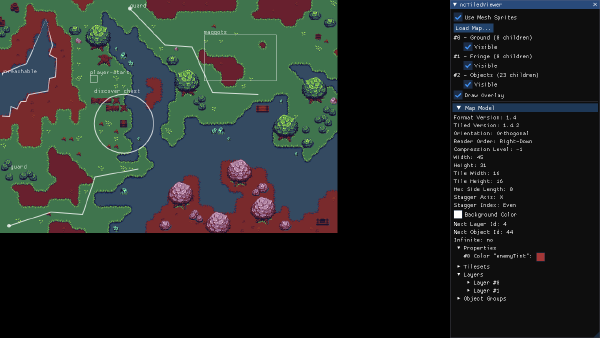 guard
maggots
breachable
player-Start
discover chest
guard
ncTiledViewer
Use Mesh Sprites
Load Map...
#0 - Ground (0 children)
Visible
#1 - Fringe (0 children)
Visible
#2 - Objects (23 children)
Visible
Draw Overlay
Map Model
Format Version: 1.4
Tiled Version: 1.4.2
Orientation: Orthogonal
Render Order: Right-Down
Compression Level: -1
Width: 45
Height: 31
Tile Width: 16
Tile Height: 16
Hex Side Length: 0
Stagger Axis: X
Stagger Index: Even
Background Color
Next Layer Id: 4
Next Object Id: 44
Infinite: no
Properties
#0 Color "enemyTint":
Tilesets
Layers
Layer #0
Layer #1
Object Groups